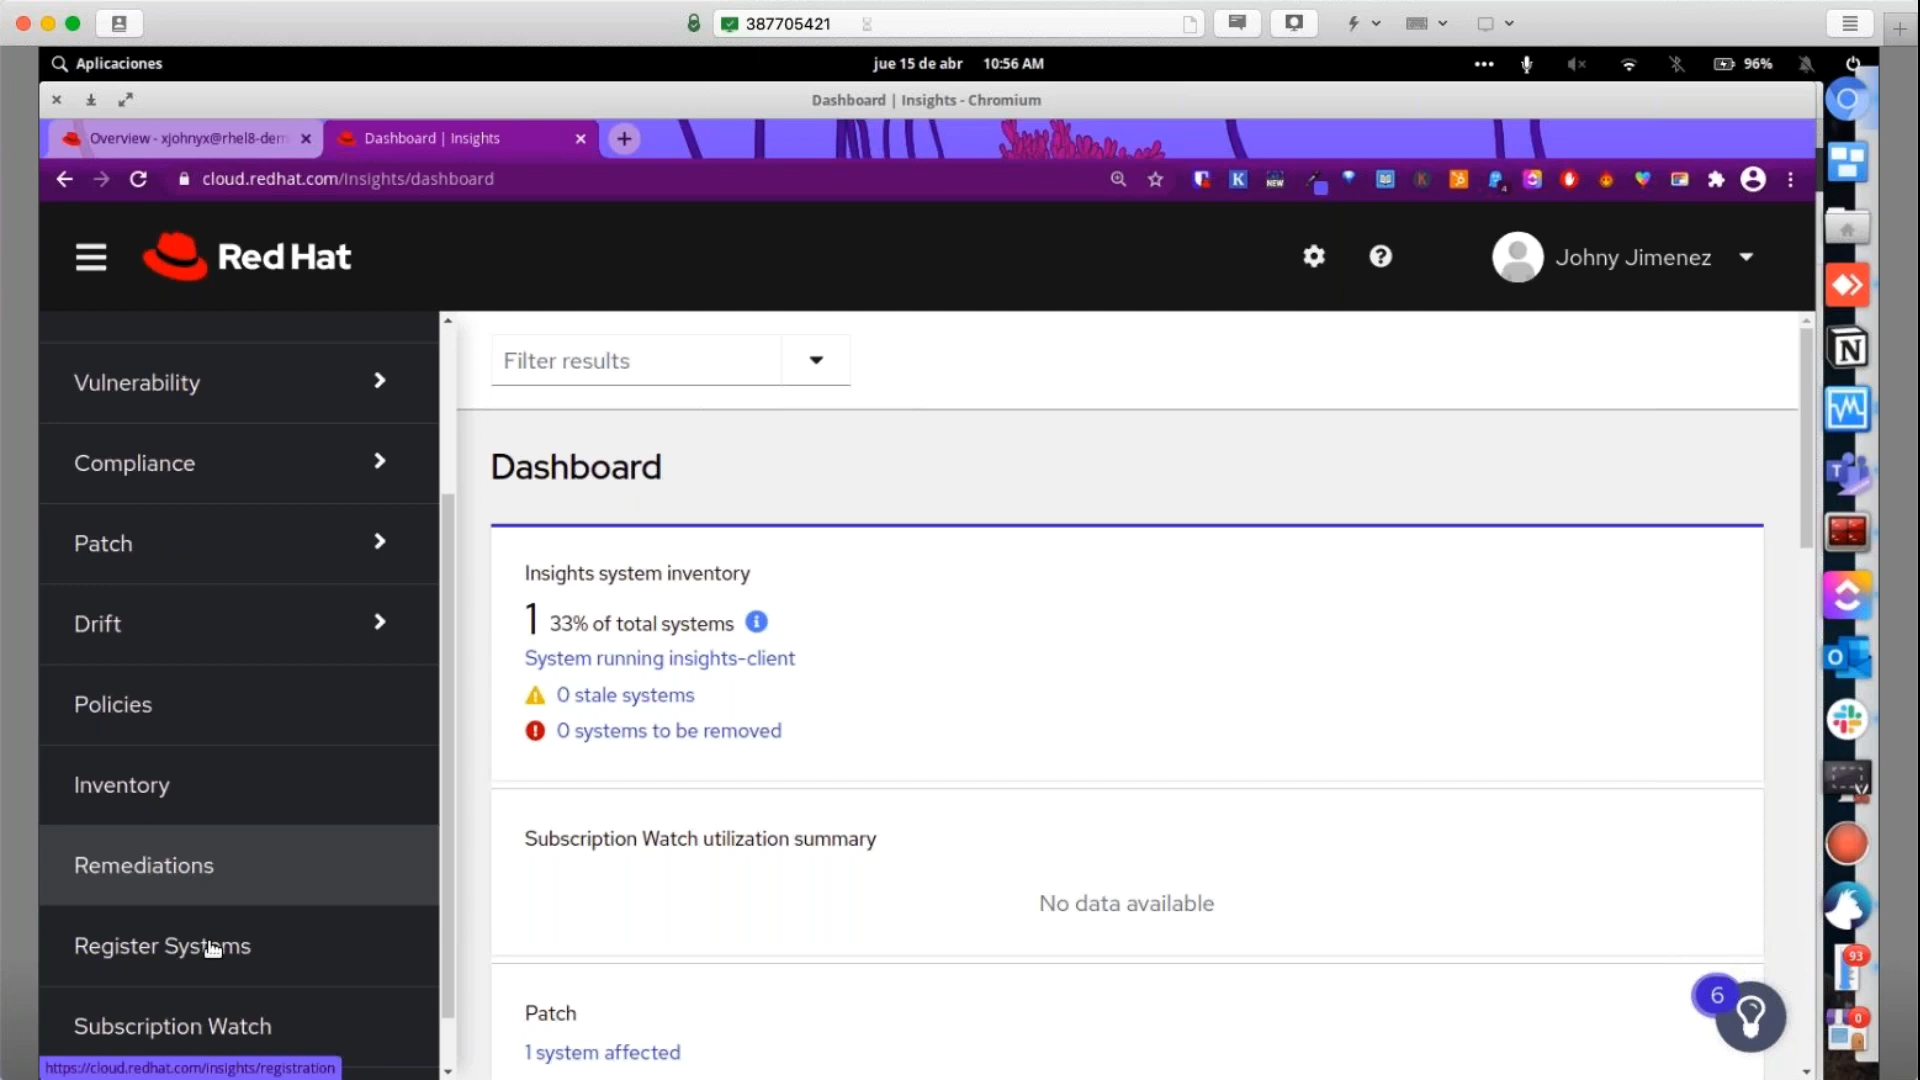 387705421
Aplicaciones
jue 15 de abr 10:56 AM
96%
Dashboard | Insights - Chromium
Overview - xjohnyx@rhel8-dem
Dashboard | Insights
cloud.redhat.com/insights/dashboard
K
NEW
K
4
Red Hat
Johny Jimenez
N
Vulnerability
Compliance
Patch
Drift
Policies
Inventory
Remediations
Register Systems
Subscription Watch
https://cloud.redhat.com/insights/registration
Filter results
Dashboard
Insights system inventory
1 33% of total systems
System running insights-client
0 stale systems
0 systems to be removed
Subscription Watch utilization summary
No data available
Patch
1 system affected
6
T
O
93
0